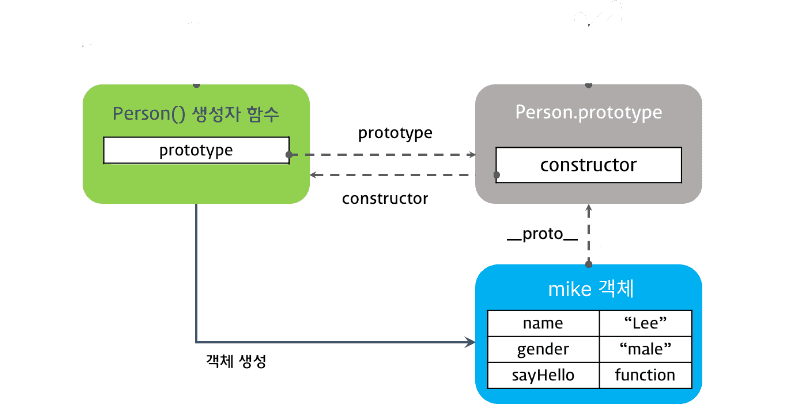 Person() 생성자 함수
prototype
prototype
constructor
Person.prototype
constructor
__proto__
mike 객체
name “Lee”
gender “male”
sayHello function
객체 생성